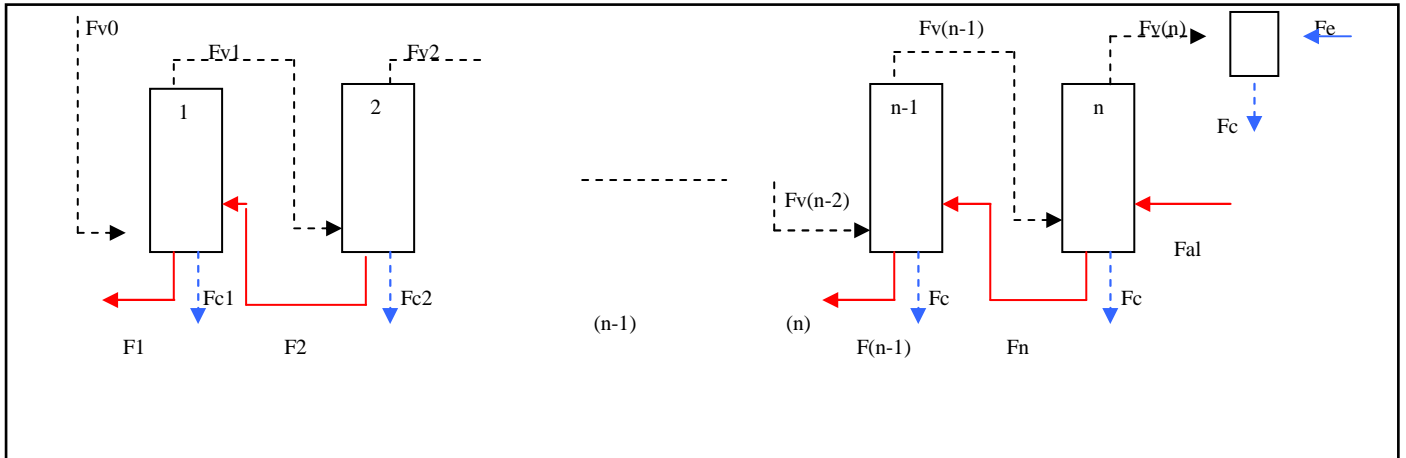 Fv0
Fv1
Fv2
Fv(n-1)
Fv(n)
Fe
1
2
n-1
n
Fc
Fv(n-2)
Fal
Fc1
Fc2
Fc
Fc
(n-1)
(n)
F1
F2
F(n-1)
Fn